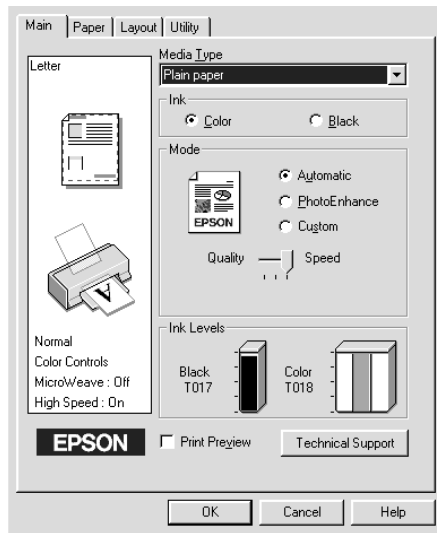 Main Paper Layout Utility
Letter
Media Type
Plain paper
Ink
Color Black
Mode
EPSON
Automatic
PhotoEnhance
Custom
Quality Speed
A
Normal
Color Controls
MicroWeave : Off
High Speed : On
Ink Levels
Black
T017
Color
T018
EPSON
Print Preview
Technical Support
OK Cancel Help